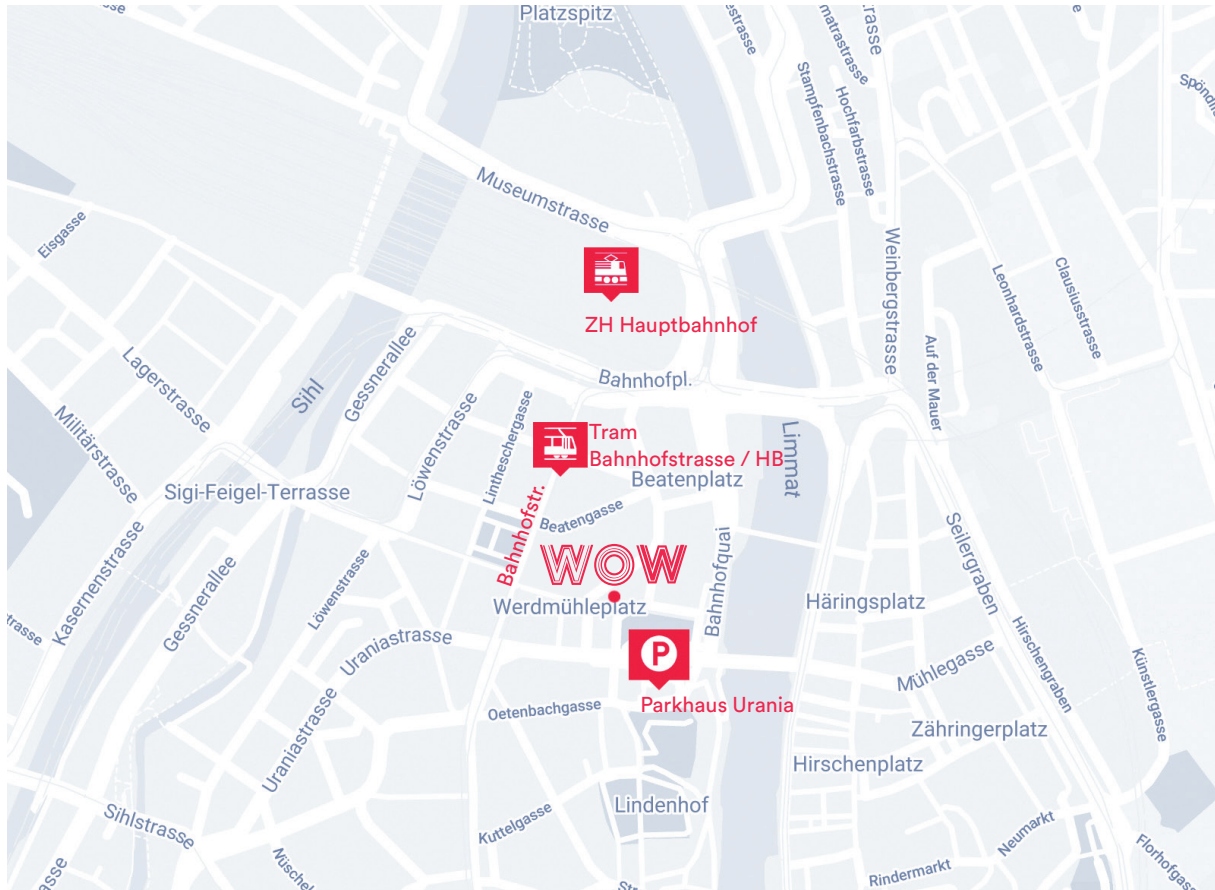 Platzspitz
Museumstrasse
Stampfenbachstrasse
Hochfarbstrasse
Weinbergstrasse
Leonhardstrasse
Clausiusstrasse
Auf der Mauer
Eisgasse
ZH Hauptbahnhof
Lagerstrasse
Militärstrasse
Sihl
Gessnerallee
Bahnhofpl.
Löwenstrasse
Lintheschergasse
Tram
Bahnhofstrasse / HB
Limmat
Beatenplatz
Sigi-Feigel-Terrasse
Beatengasse
Bahnhofstr.
Kasernenstrasse
Gessnerallee
Löwenstrasse
WOW
Werdmühleplatz
Bahnhofquai
Häringsplatz
Seilergraben
Hirschengraben
Uraniastrasse
P
Parkhaus Urania
Mühlegasse
Künstlergasse
Oetenbachgasse
Zähringerplatz
Uraniastrasse
Hirschenplatz
Lindenhof
Sihlstrasse
Kuttelgasse
Neumarkt
Rindermarkt
Florhofgasse